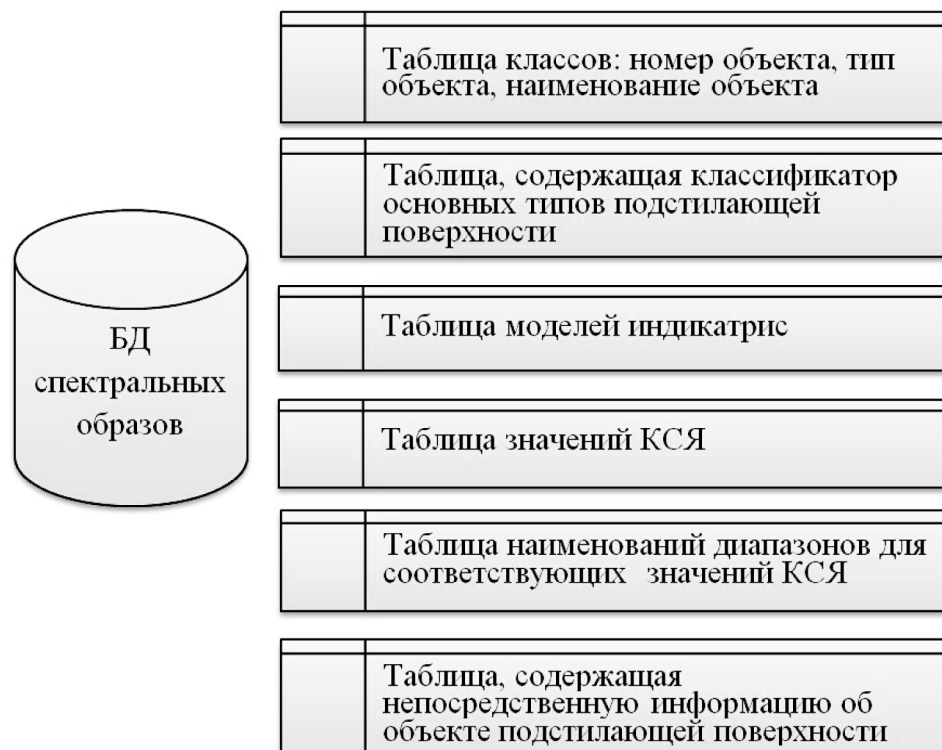 Таблица классов: номер объекта, тип
объекта, наименование объекта
Таблица, содержащая классификатор
основных типов подстилающей
поверхности
БД
спектральных
образов
Таблица моделей индикатрис
Таблица значений КСЯ
Таблица наименований диапазонов для
соответствующих значений КСЯ
Таблица, содержащая
непосредственную информацию об
объекте подстилающей поверхности